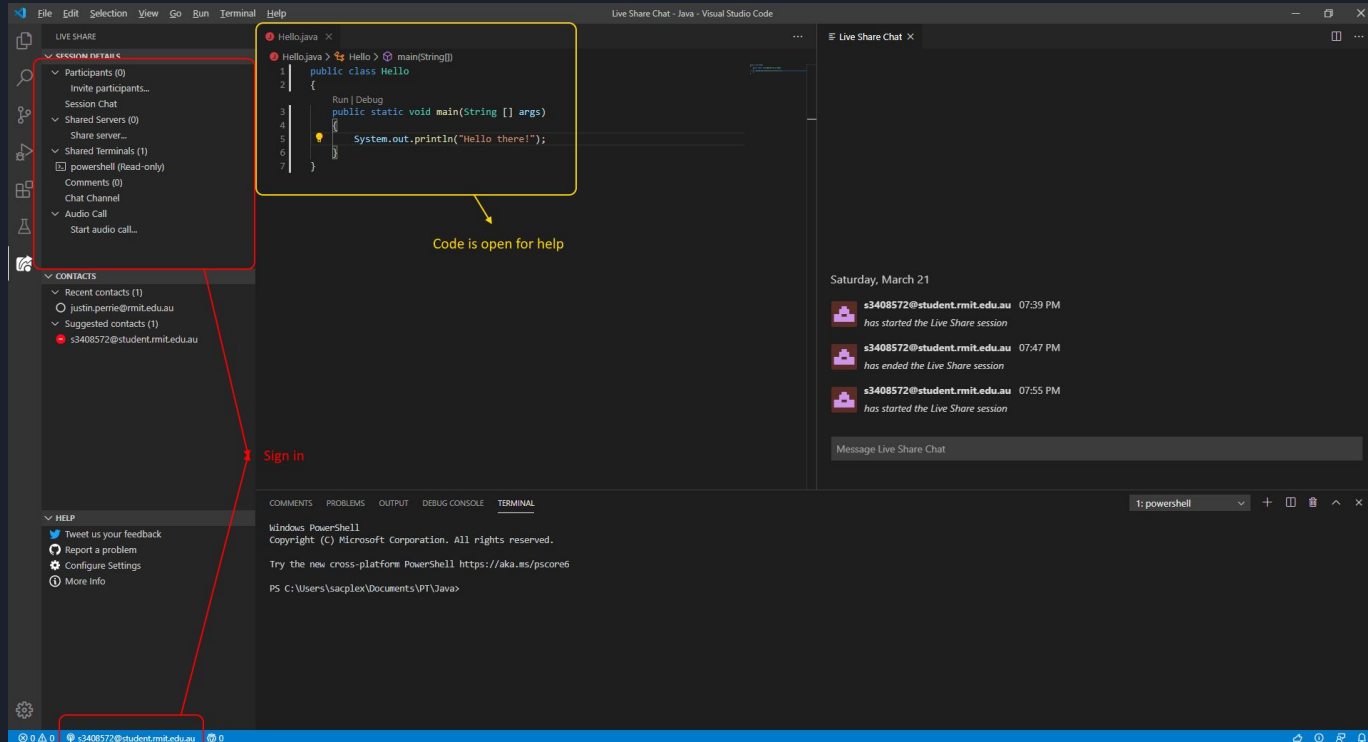 File Edit Selection View Go Run Terminal Help
Live Share Chat - Java - Visual Studio Code
LIVE SHARE
SESSION DETAILS
Participants (0)
Invite participants...
Session Chat
Shared Servers (0)
Share server...
Shared Terminals (1)
powershell (Read-only)
Comments (0)
Chat Channel
Audio Call
Start audio call...
CONTACTS
Recent contacts (1)
justin.perrie@rmit.edu.au
Suggested contacts (1)
s3408572@student.rmit.edu.au
Sign in
HELP
Tweet us your feedback
Report a problem
Configure Settings
More Info
Hello.java
Hello.java > Hello > main(String[])
1 public class Hello
2 {
Run | Debug
3 public static void main(String [] args)
4 {
5 System.out.println("Hello there!");
6 }
7 }
Code is open for help
Live Share Chat
Saturday, March 21
s3408572@student.rmit.edu.au 07:39 PM
has started the Live Share session
s3408572@student.rmit.edu.au 07:47 PM
has ended the Live Share session
s3408572@student.rmit.edu.au 07:55 PM
has started the Live Share session
Message Live Share Chat
COMMENTS PROBLEMS OUTPUT DEBUG CONSOLE TERMINAL
1: powershell
Windows PowerShell
Copyright (C) Microsoft Corporation. All rights reserved.
Try the new cross-platform PowerShell https://aka.ms/pscore6
PS C:\Users\sacplex\Documents\PT\Java>
0 0 s3408572@student.rmit.edu.au 0